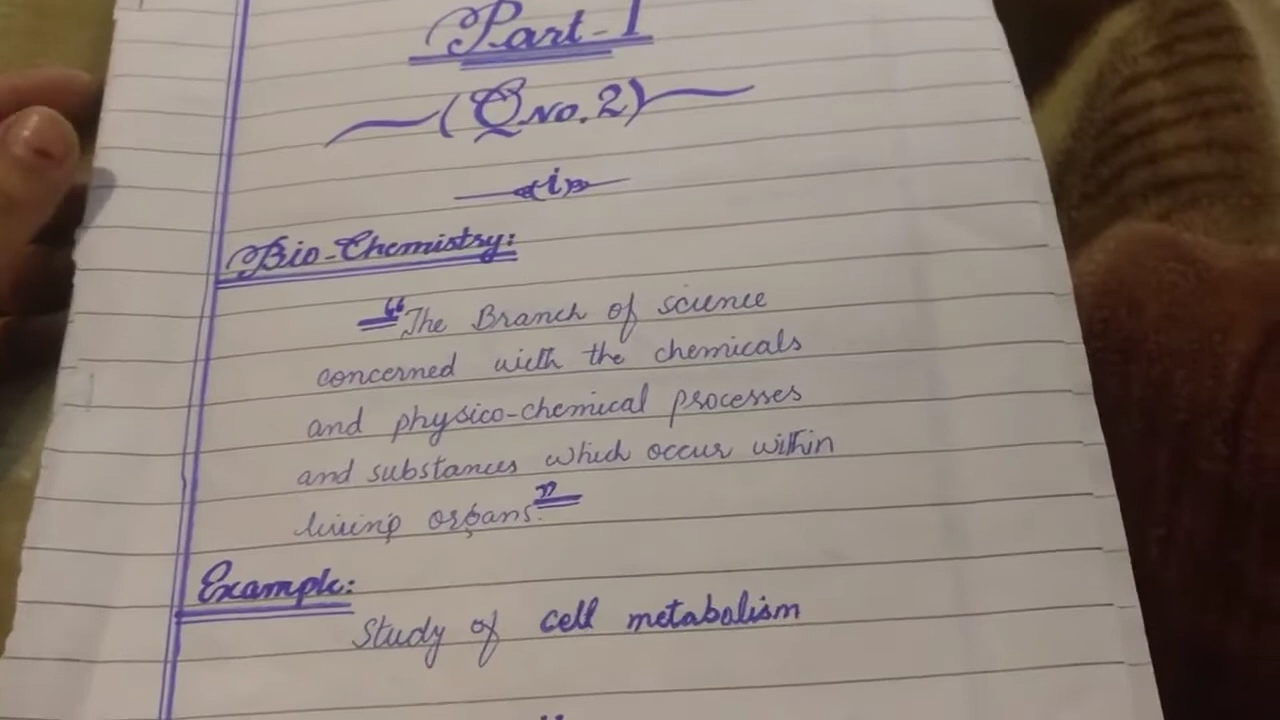 Part-1
(Q No. 2)
i
Bio-Chemistry:
“The Branch of science
concerned with the chemicals
and physico-chemical processes
and substances which occur within
living organs.”
Example:
Study of cell metabolism